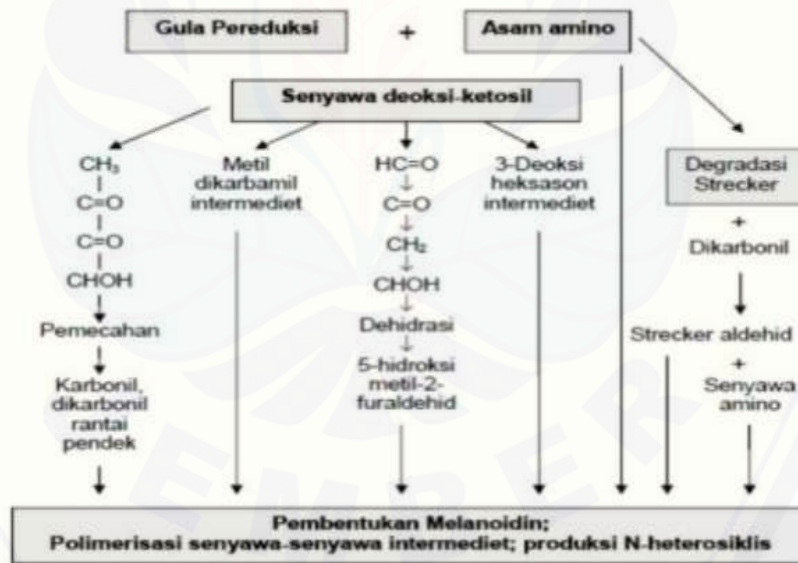 Gula Pereduksi + Asam amino
Senyawa deoksi-ketosil
CH₃
C=O
C=O
CHOH
Pemecahan
Karbonil,
dikarbonil
rantai
pendek
Metil
dikarbamil
intermediet
HC=O
C=O
CH₂
CHOH
Dehidrasi
5-hidroksi
metil-2-
furaldehid
3-Deoksi
heksason
intermediet
Degradasi
Strecker
+
Dikarbonil
Strecker aldehid
+
Senyawa
amino
Pembentukan Melanoidin;
Polimerisasi senyawa-senyawa intermediet; produksi N-heterosiklis
EMBER